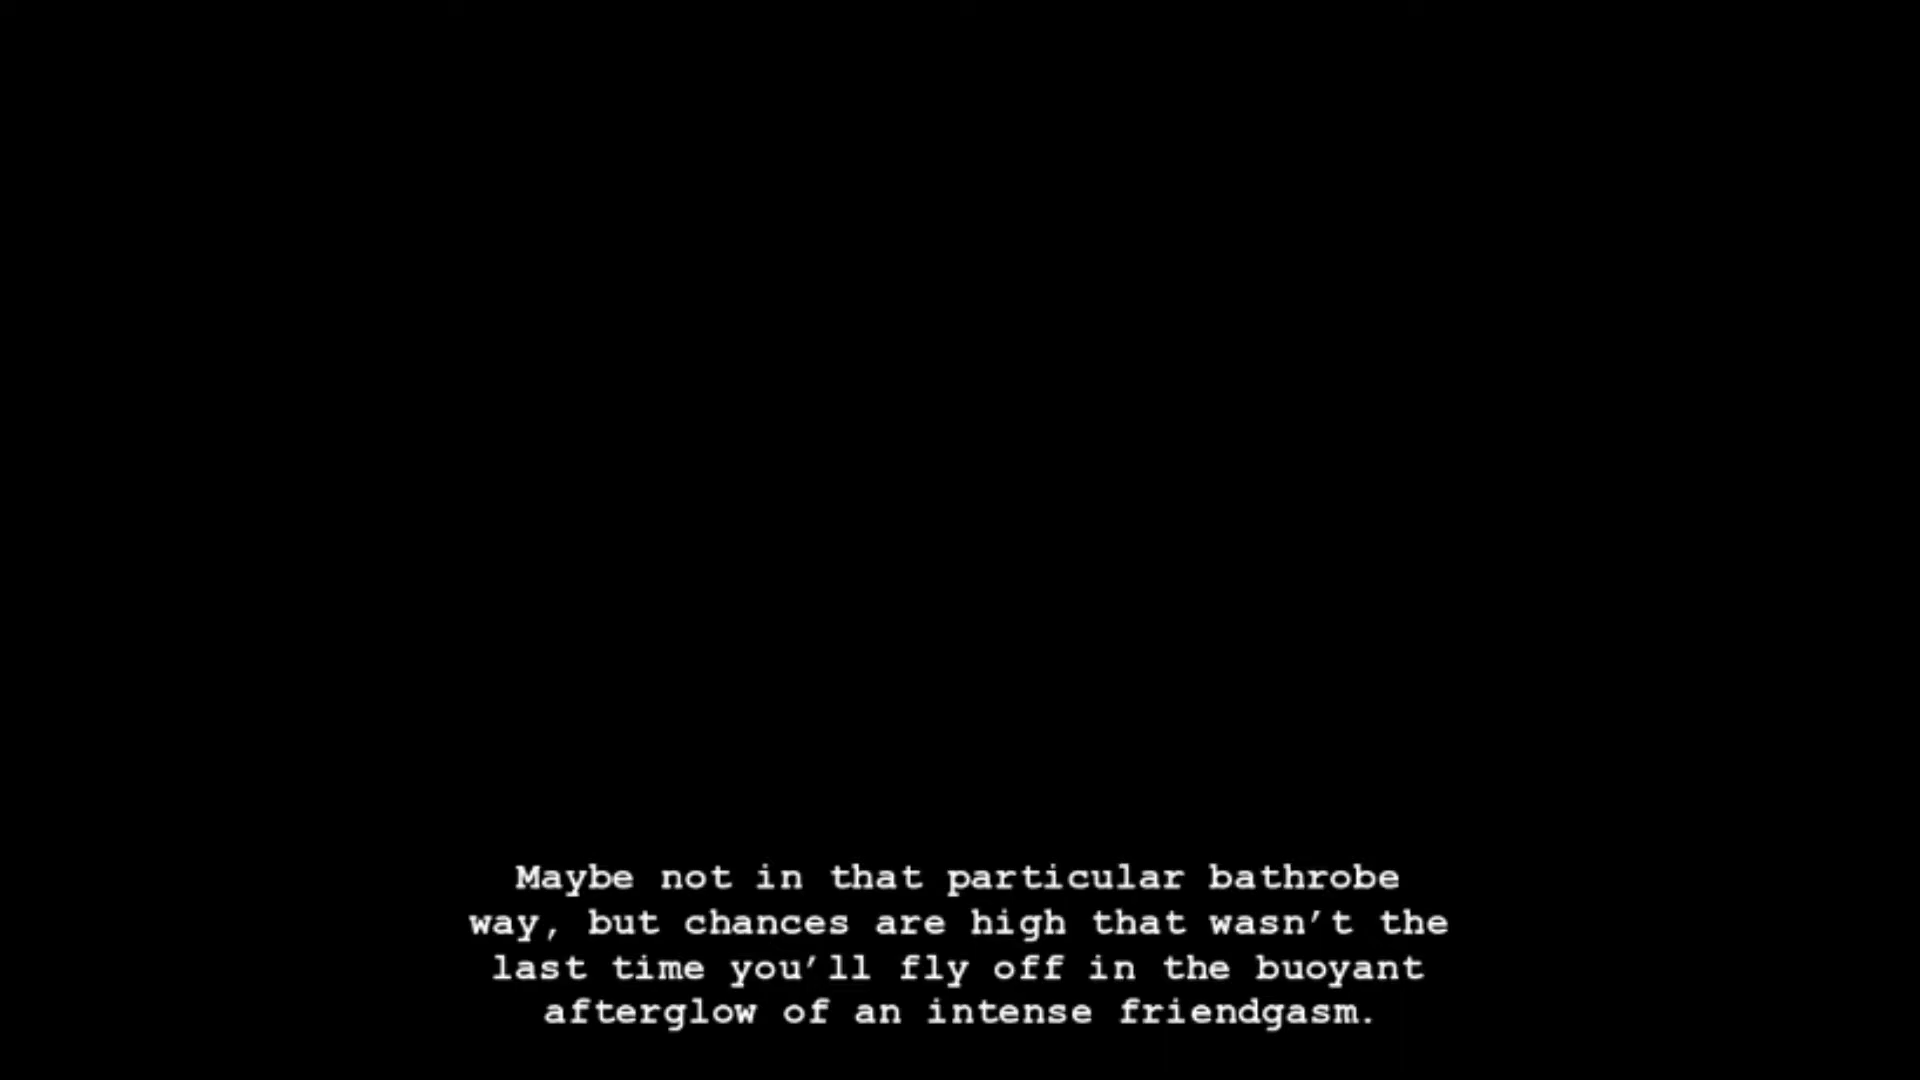 Maybe not in that particular bathrobe
way, but chances are high that wasn’t the
last time you’ll fly off in the buoyant
afterglow of an intense friendgasm.